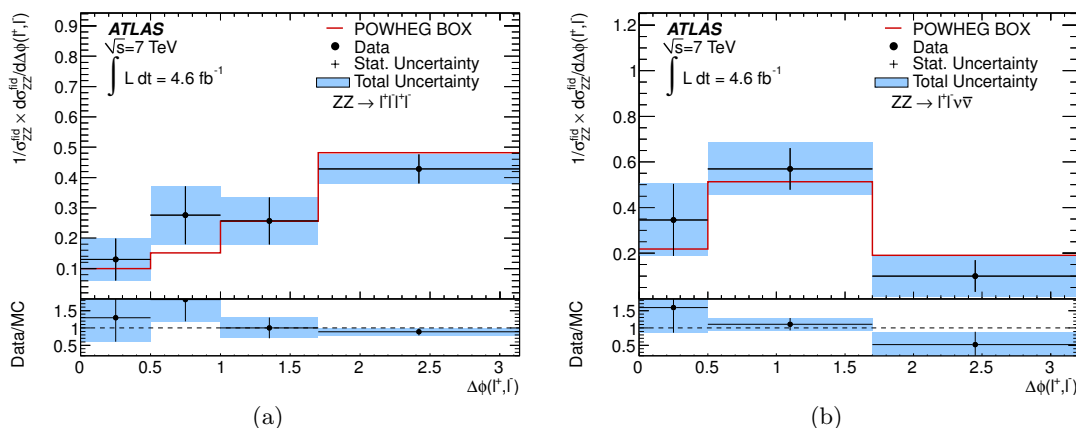 ATLAS
√s=7 TeV
∫ L dt = 4.6 fb⁻¹
POWHEG BOX
Data
Stat. Uncertainty
Total Uncertainty
ZZ → l⁺l⁻l⁺l⁻
1/σ_ZZ^fid × dσ_ZZ^fid/dΔϕ(l⁺,l⁻)
0.9
0.8
0.7
0.6
0.5
0.4
0.3
0.2
0.1
Data/MC
1.5
1
0.5
0 0.5 1 1.5 2 2.5 3
Δϕ(l⁺,l⁻)
(a)
ATLAS
√s=7 TeV
∫ L dt = 4.6 fb⁻¹
POWHEG BOX
Data
Stat. Uncertainty
Total Uncertainty
ZZ → l⁺l⁻νν̅
1/σ_ZZ^fid × dσ_ZZ^fid/dΔϕ(l⁺,l⁻)
1.2
1
0.8
0.6
0.4
0.2
Data/MC
1.5
1
0.5
0 0.5 1 1.5 2 2.5 3
Δϕ(l⁺,l⁻)
(b)